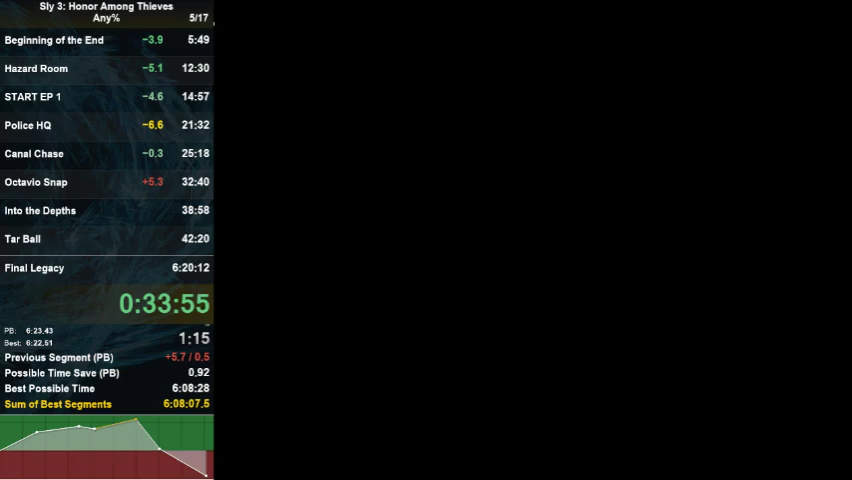 Sly 3: Honor Among Thieves
Any% 5/17
Beginning of the End −3.9 5:49
Hazard Room −5.1 12:30
START EP 1 −4.6 14:57
Police HQ −6.6 21:32
Canal Chase −0.3 25:18
Octavio Snap +5.3 32:40
Into the Depths 38:58
Tar Ball 42:20
Final Legacy 6:20:12
0:33:55
PB: 6:23.43
Best: 6:22.51 1:15
Previous Segment (PB) +5.7 / 0.5
Possible Time Save (PB) 0.92
Best Possible Time 6:08:28
Sum of Best Segments 6:08:07.5